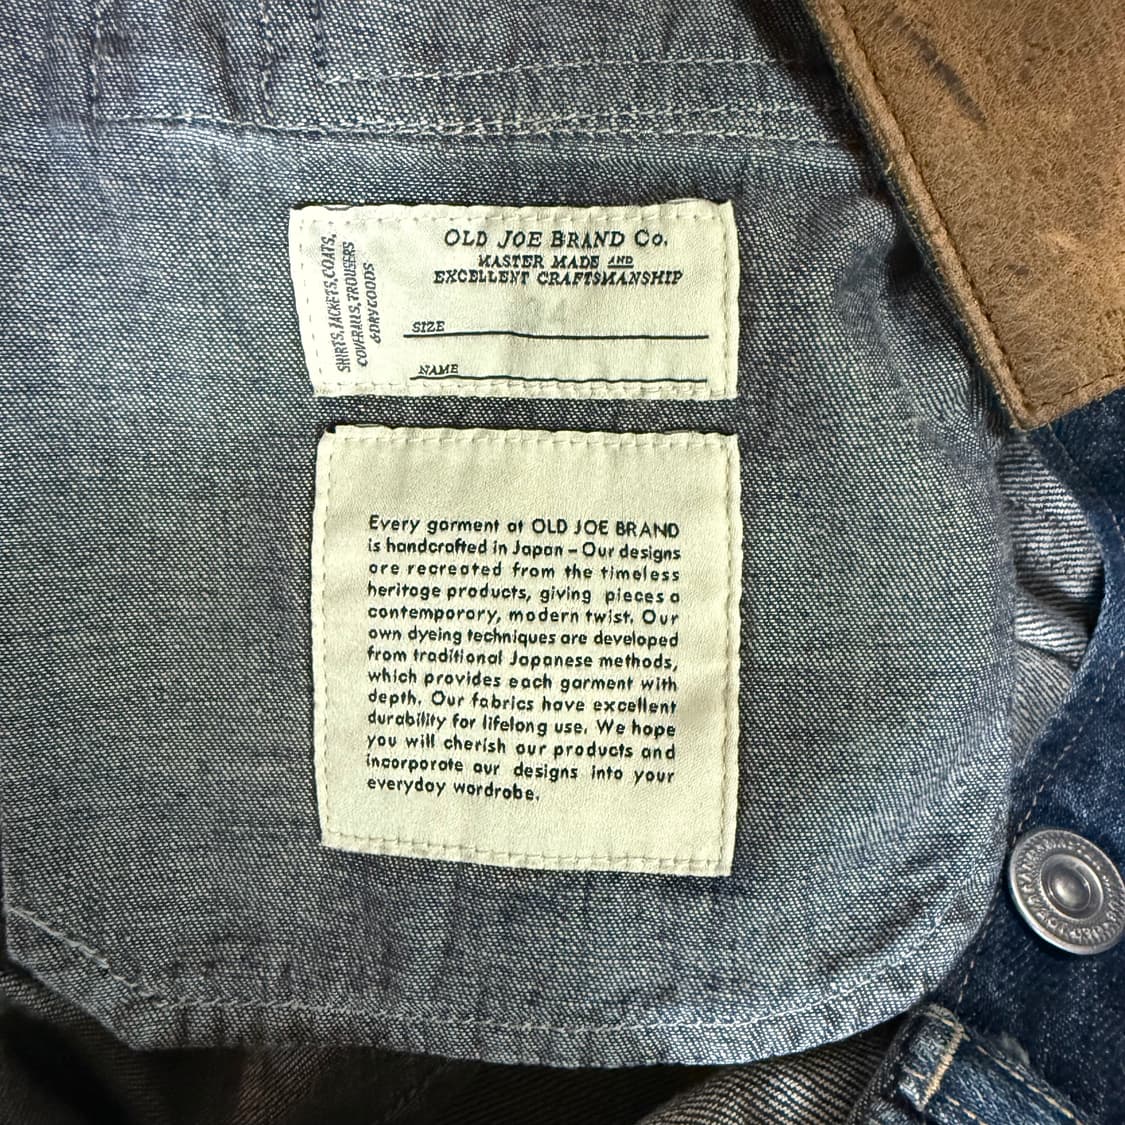 OLD JOE BRAND Co.
MASTER MADE AND
EXCELLENT CRAFTSMANSHIP
SIZE
NAME
SHIRTS, JACKETS, COATS,
COVERALLS, TROUSERS
& DRY GOODS
Every garment at OLD JOE BRAND
is handcrafted in Japan – Our designs
are recreated from the timeless
heritage products, giving pieces a
contemporary, modern twist. Our
own dyeing techniques are developed
from traditional Japanese methods,
which provides each garment with
depth. Our fabrics have excellent
durability for lifelong use. We hope
you will cherish our products and
incorporate our designs into your
everyday wardrobe.